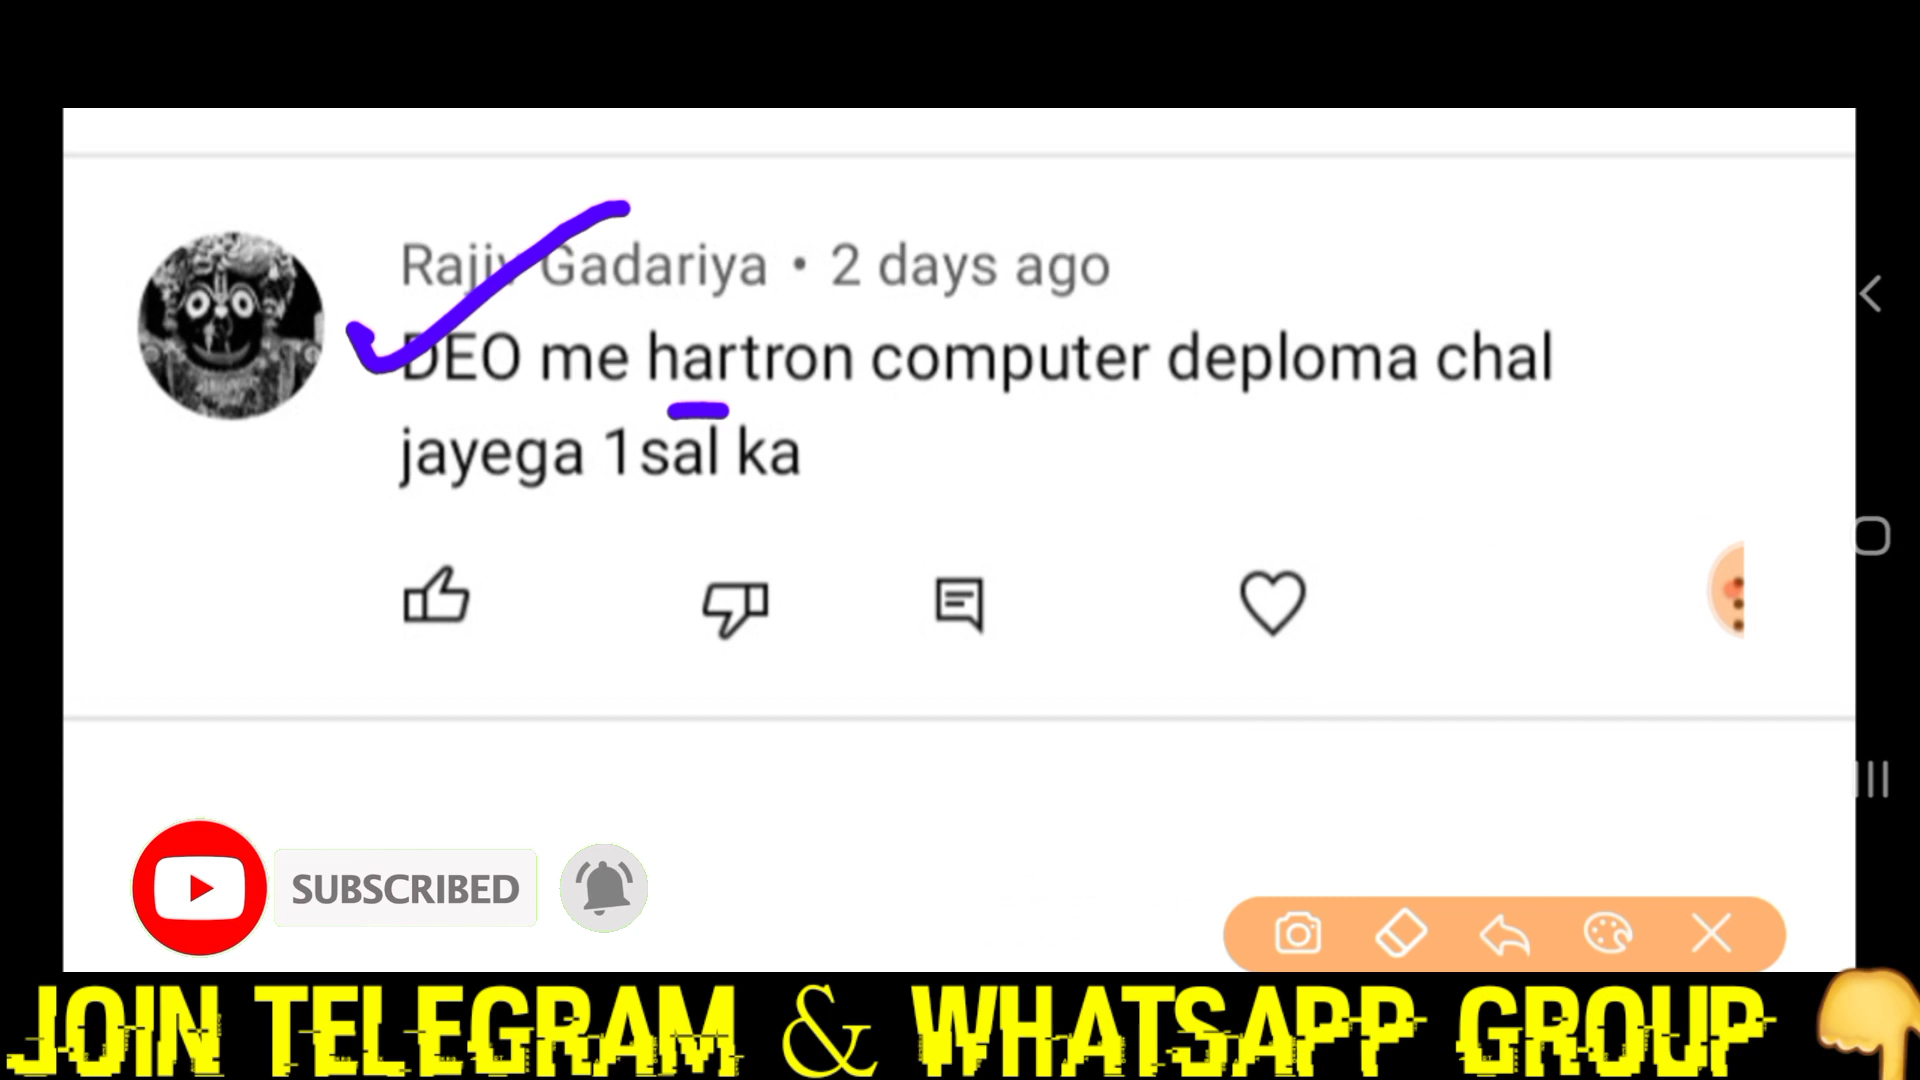 Rajiv Gadariya • 2 days ago
DEO me hartron computer deploma chal
jayega 1sal ka
SUBSCRIBED
JOIN TELEGRAM & WHATSAPP GROUP